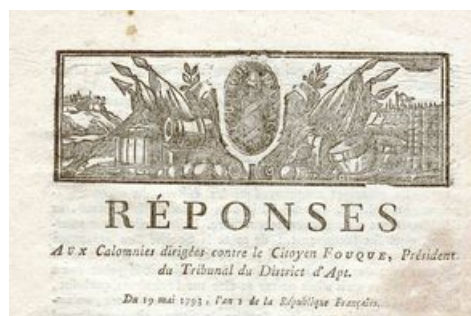 RÉPONSES
AUX Calomnies dirigées contre le Citoyen FOUQUE, Président
du Tribunal du District d'Apt.
Du 19 mai 1793, l'an 2 de la République Française.